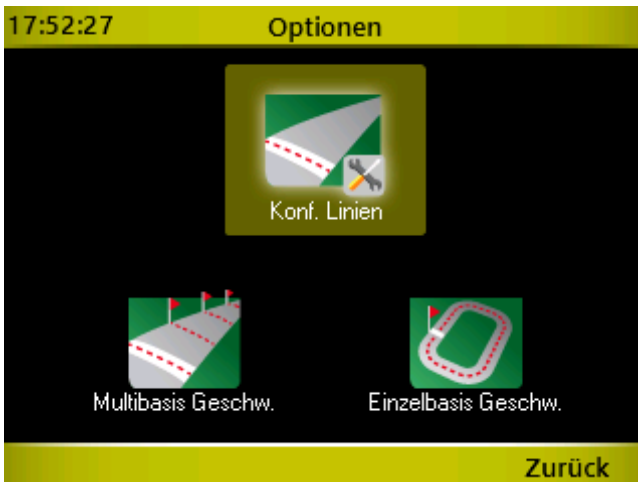 17:52:27 Optionen
Konf. Linien
Multibasis Geschw. Einzelbasis Geschw.
Zurück